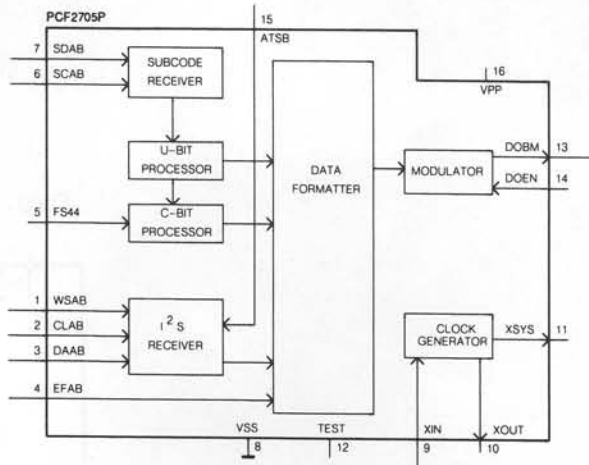 PCF2705P
15
ATSB
7 SDAB
6 SCAB
SUBCODE
RECEIVER
16
VPP
U-BIT
PROCESSOR
DATA
FORMATTER
MODULATOR
DOBM 13
DOEN 14
5 FS44
C-BIT
PROCESSOR
1 WSAB
2 CLAB
3 DAAB
4 EFAB
I²S
RECEIVER
CLOCK
GENERATOR
XSYS 11
VSS
8
TEST
12
XIN
9
XOUT
10